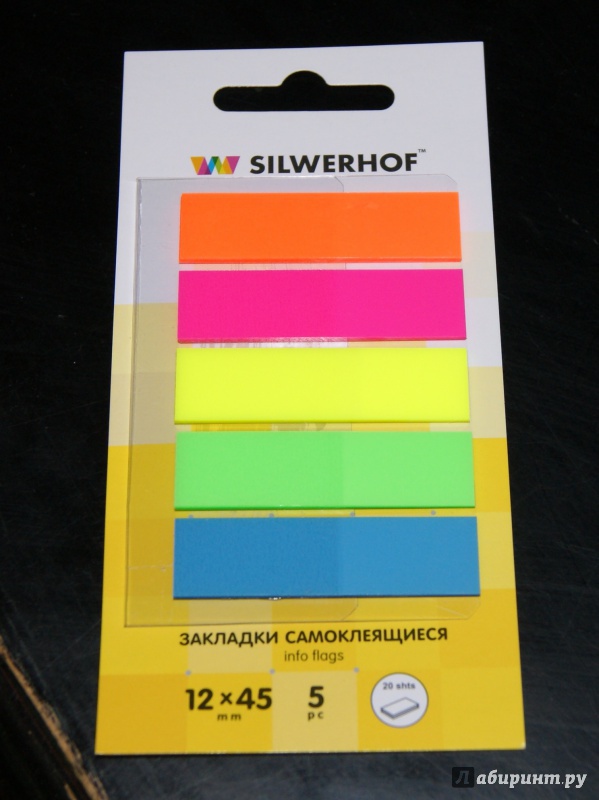 SILWERHOF™
ЗАКЛАДКИ САМОКЛЕЯЩИЕСЯ
info flags
12×45 5 20 shts
mm pc
Лабиринт.ру